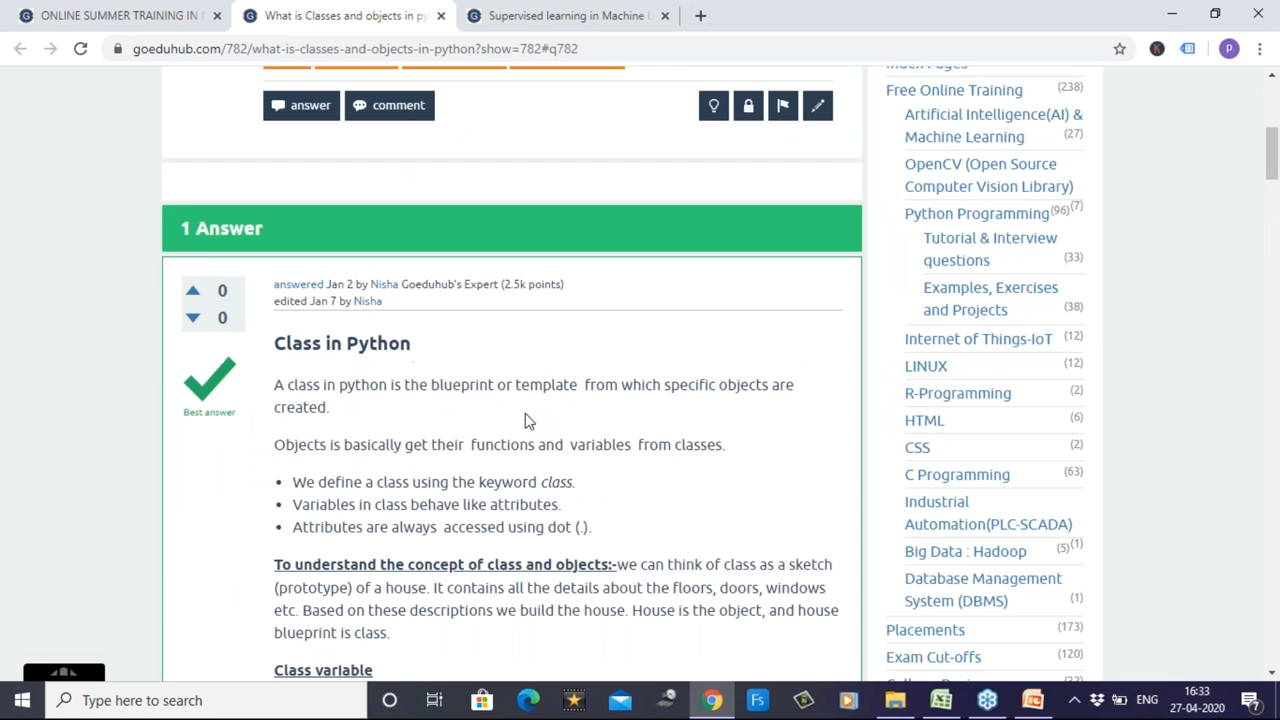 ONLINE SUMMER TRAINING IN
What is Classes and objects in py
Supervised learning in Machine L
goeduhub.com/782/what-is-classes-and-objects-in-python?show=782#q782
K
p
answer
comment
1 Answer
0
0
Best answer
answered Jan 2 by Nisha Goeduhub's Expert (2.5k points)
edited Jan 7 by Nisha
Class in Python
A class in python is the blueprint or template from which specific objects are
created.
Objects is basically get their functions and variables from classes.
• We define a class using the keyword class.
• Variables in class behave like attributes.
• Attributes are always accessed using dot (.).
To understand the concept of class and objects:-we can think of class as a sketch
(prototype) of a house. It contains all the details about the floors, doors, windows
etc. Based on these descriptions we build the house. House is the object, and house
blueprint is class.
Class variable
Index Pages
Free Online Training (238)
Artificial Intelligence(AI) &
Machine Learning (27)
OpenCV (Open Source
Computer Vision Library) (7)
Python Programming (96)
Tutorial & Interview
questions (33)
Examples, Exercises
and Projects (38)
Internet of Things-IoT (12)
LINUX (12)
R-Programming (2)
HTML (6)
CSS (2)
C Programming (63)
Industrial
Automation(PLC-SCADA) (1)
Big Data : Hadoop (5)
Database Management
System (DBMS) (1)
Placements (173)
Exam Cut-offs (120)
Type here to search
Fs
ENG
16:33
27-04-2020
7